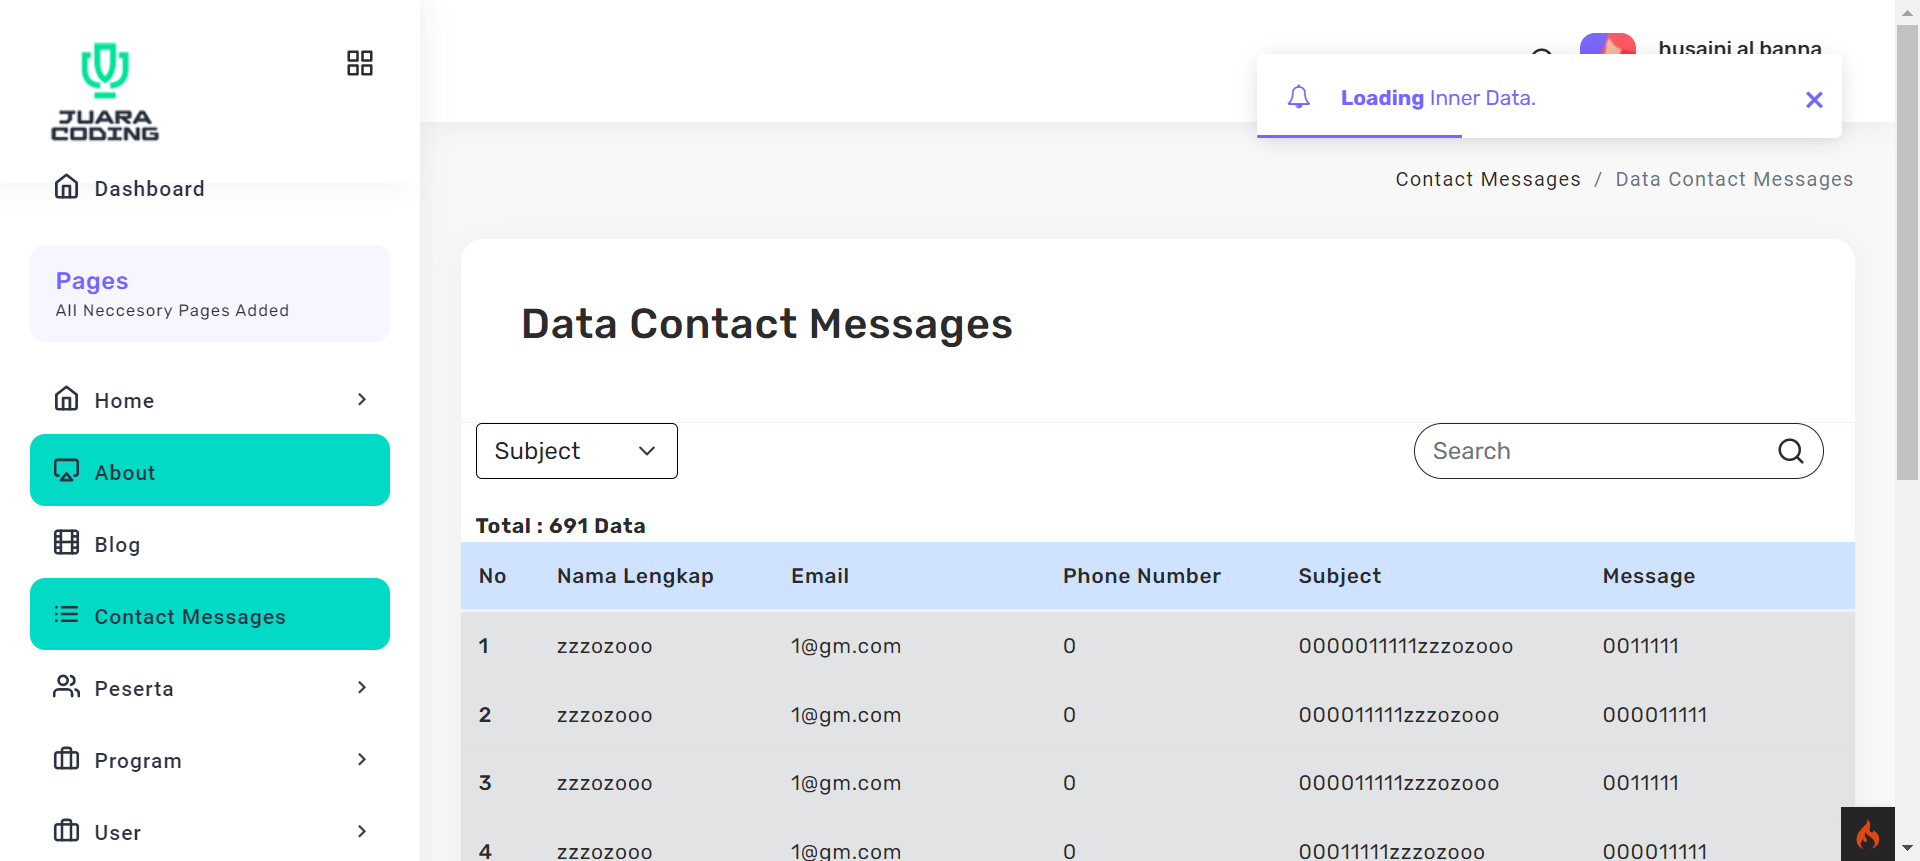 JUARA
CODING
husaini al banna
Loading Inner Data.
Contact Messages / Data Contact Messages
Dashboard
Pages
All Neccesory Pages Added
Home
About
Blog
Contact Messages
Peserta
Program
User
Data Contact Messages
Subject
Search
Total : 691 Data
No Nama Lengkap Email Phone Number Subject Message
1 zzzozooo 1@gm.com 0 0000011111zzzozooo 0011111
2 zzzozooo 1@gm.com 0 000011111zzzozooo 000011111
3 zzzozooo 1@gm.com 0 000011111zzzozooo 0011111
4 zzzozooo 1@gm.com 0 00011111zzzozooo 000011111